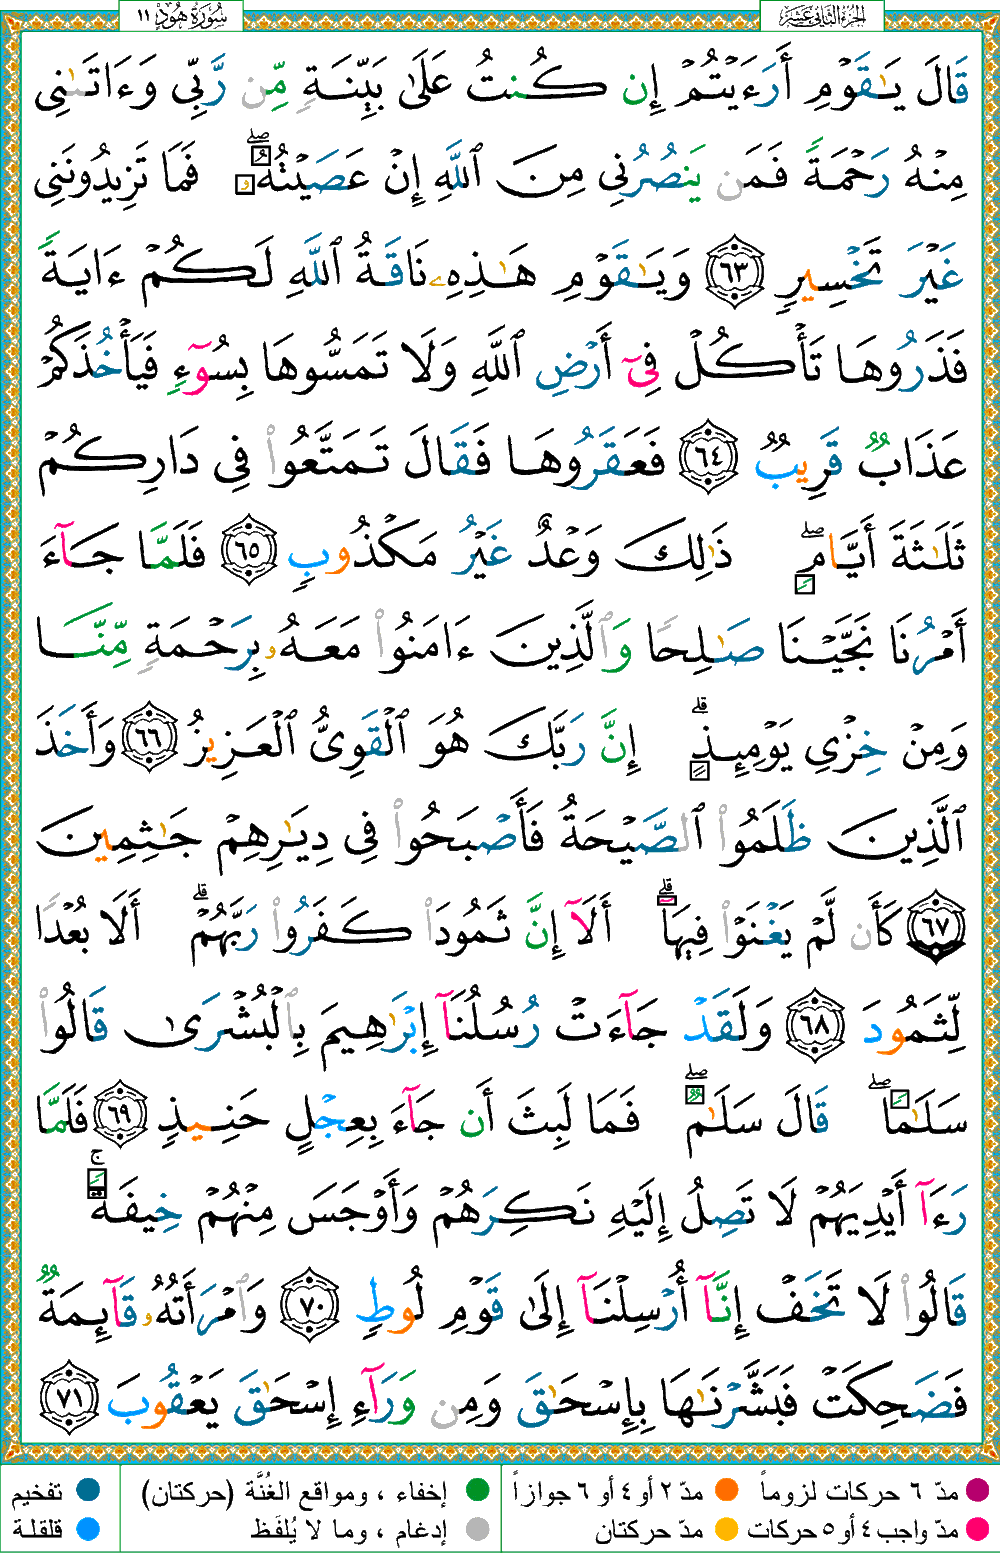 الجزء الثاني عشر
سُورَةُ هُودٍ ١١
قَالَ يَـٰقَوْمِ أَرَءَيْتُمْ إِن كُنتُ عَلَىٰ بَيِّنَةٍ مِّن رَّبِّى وَءَاتَىٰنِى
مِنْهُ رَحْمَةً فَمَن يَنصُرُنِى مِنَ ٱللَّهِ إِنْ عَصَيْتُهُۥ ۖ فَمَا تَزِيدُونَنِى
غَيْرَ تَخْسِيرٍ ٦٣ وَيَـٰقَوْمِ هَـٰذِهِۦ نَاقَةُ ٱللَّهِ لَكُمْ ءَايَةً
فَذَرُوهَا تَأْكُلْ فِىٓ أَرْضِ ٱللَّهِ وَلَا تَمَسُّوهَا بِسُوٓءٍ فَيَأْخُذَكُمْ
عَذَابٌ قَرِيبٌ ٦٤ فَعَقَرُوهَا فَقَالَ تَمَتَّعُوا۟ فِى دَارِكُمْ
ثَلَـٰثَةَ أَيَّامٍ ۖ ذَٰلِكَ وَعْدٌ غَيْرُ مَكْذُوبٍ ٦٥ فَلَمَّا جَآءَ
أَمْرُنَا نَجَّيْنَا صَـٰلِحًا وَٱلَّذِينَ ءَامَنُوا۟ مَعَهُۥ بِرَحْمَةٍ مِّنَّا
وَمِنْ خِزْىِ يَوْمِئِذٍ ۗ إِنَّ رَبَّكَ هُوَ ٱلْقَوِىُّ ٱلْعَزِيزُ ٦٦ وَأَخَذَ
ٱلَّذِينَ ظَلَمُوا۟ ٱلصَّيْحَةُ فَأَصْبَحُوا۟ فِى دِيَـٰرِهِمْ جَـٰثِمِينَ
٦٧ كَأَن لَّمْ يَغْنَوْا۟ فِيهَآ ۗ أَلَآ إِنَّ ثَمُودَا۟ كَفَرُوا۟ رَبَّهُمْ ۗ أَلَا بُعْدًا
لِّثَمُودَ ٦٨ وَلَقَدْ جَآءَتْ رُسُلُنَآ إِبْرَٰهِيمَ بِٱلْبُشْرَىٰ قَالُوا۟
سَلَـٰمًا ۖ قَالَ سَلَـٰمٌ ۖ فَمَا لَبِثَ أَن جَآءَ بِعِجْلٍ حَنِيذٍ ٦٩ فَلَمَّا
رَءَآ أَيْدِيَهُمْ لَا تَصِلُ إِلَيْهِ نَكِرَهُمْ وَأَوْجَسَ مِنْهُمْ خِيفَةً ۚ
قَالُوا۟ لَا تَخَفْ إِنَّآ أُرْسِلْنَآ إِلَىٰ قَوْمِ لُوطٍ ٧٠ وَٱمْرَأَتُهُۥ قَآئِمَةٌ
فَضَحِكَتْ فَبَشَّرْنَـٰهَا بِإِسْحَـٰقَ وَمِن وَرَآءِ إِسْحَـٰقَ يَعْقُوبَ ٧١
مدّ ٦ حركات لزوماً مدّ ٢ أو ٤ أو ٦ جوازاً إخفاء ، ومواقع الغُنَّة (حركتان) تفخيم
مدّ واجب ٤ أو ٥ حركات مدّ حركتان إدغام ، وما لا يُلفَظ قلقلة